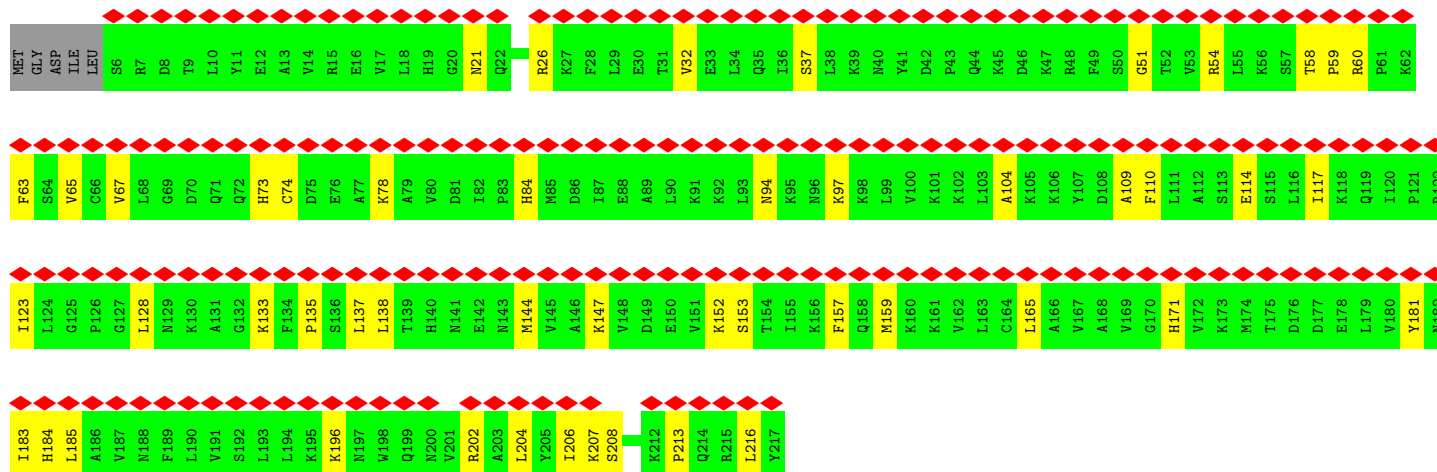 MET GLY ASP ILE LEU S6 R7 D8 T9 L10 Y11 E12 A13 V14 R15 E16 V17 L18 H19 G20 N21 Q22 R26 K27 F28 L29 E30 T31 V32 E33 L34 Q35 I36 S37 L38 K39 N40 Y41 D42 P43 Q44 K45 D46 K47 R48 F49 S50 G51 T52 V53 R54 L55 K56 S57 T58 P59 R60 P61 K62
F63 S64 V65 C66 V67 L68 G69 D70 Q71 Q72 H73 C74 D75 E76 A77 K78 A79 V80 D81 I82 P83 H84 M85 D86 I87 E88 A89 L90 K91 K92 L93 N94 K95 N96 K97 K98 L99 V100 K101 K102 L103 A104 K105 K106 Y107 D108 A109 F110 L111 A112 S113 E114 S115 L116 I117 K118 Q119 I120 P121
I123 L124 G125 P126 G127 L128 N129 K130 A131 G132 K133 F134 P135 S136 L137 L138 T139 H140 N141 E142 N143 M144 V145 A146 K147 V148 D149 E150 V151 K152 S153 T154 I155 K156 F157 Q158 M159 K160 K161 V162 L163 C164 L165 A166 V167 A168 V169 G170 H171 V172 K173 M174 T175 D176 D177 E178 L179 V180 Y181
I183 H184 L185 A186 V187 N188 F189 L190 V191 S192 L193 L194 K195 K196 N197 W198 Q199 N200 V201 R202 A203 L204 Y205 I206 K207 S208 K212 P213 Q214 R215 L216 Y217